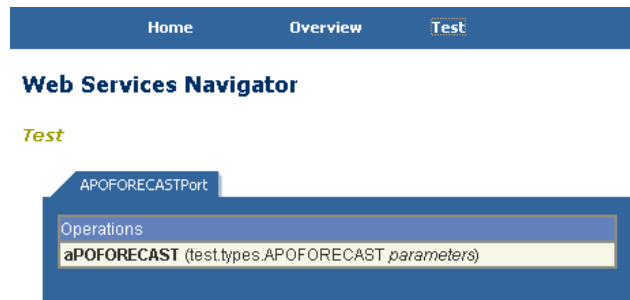 Home Overview Test
Web Services Navigator
Test
APOFORECASTPort
Operations
aPOFORECAST (test.types.APOFORECAST parameters)